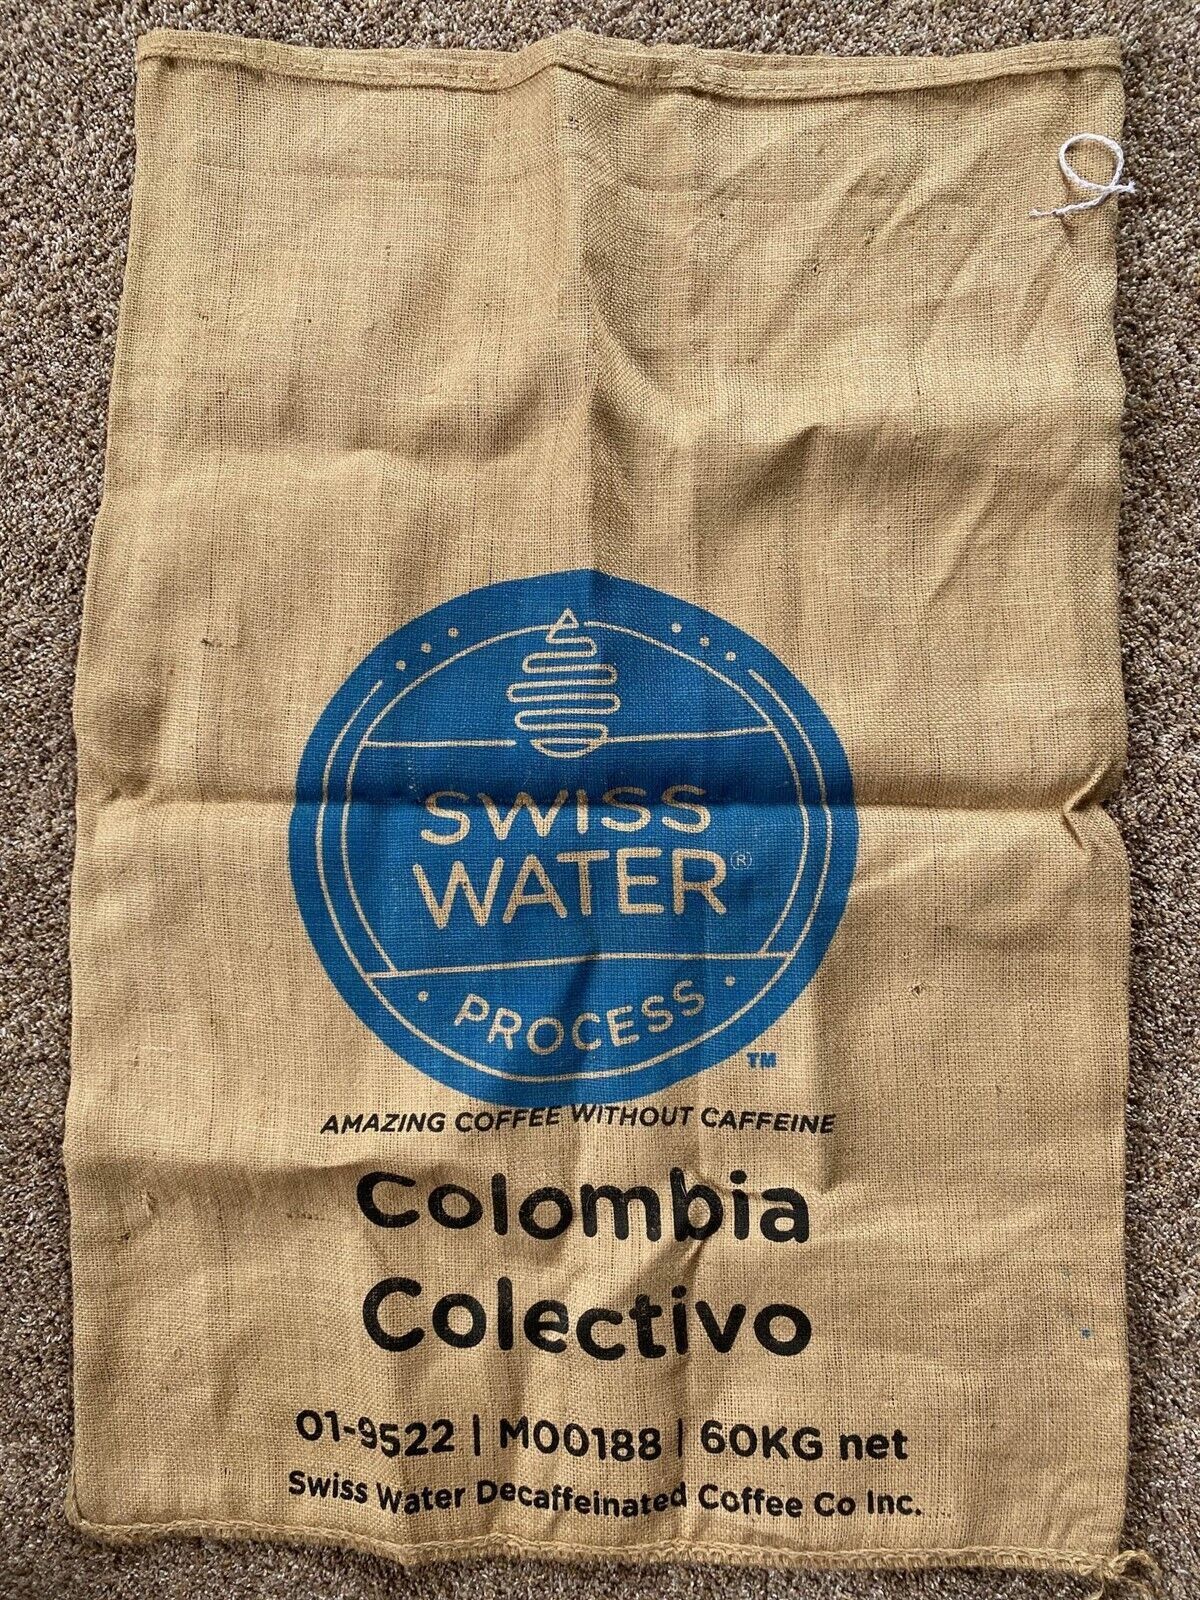 SWISS
WATER®
• PROCESS •
TM
AMAZING COFFEE WITHOUT CAFFEINE
Colombia
Colectivo
01-9522 | M00188 | 60KG net
Swiss Water Decaffeinated Coffee Co Inc.